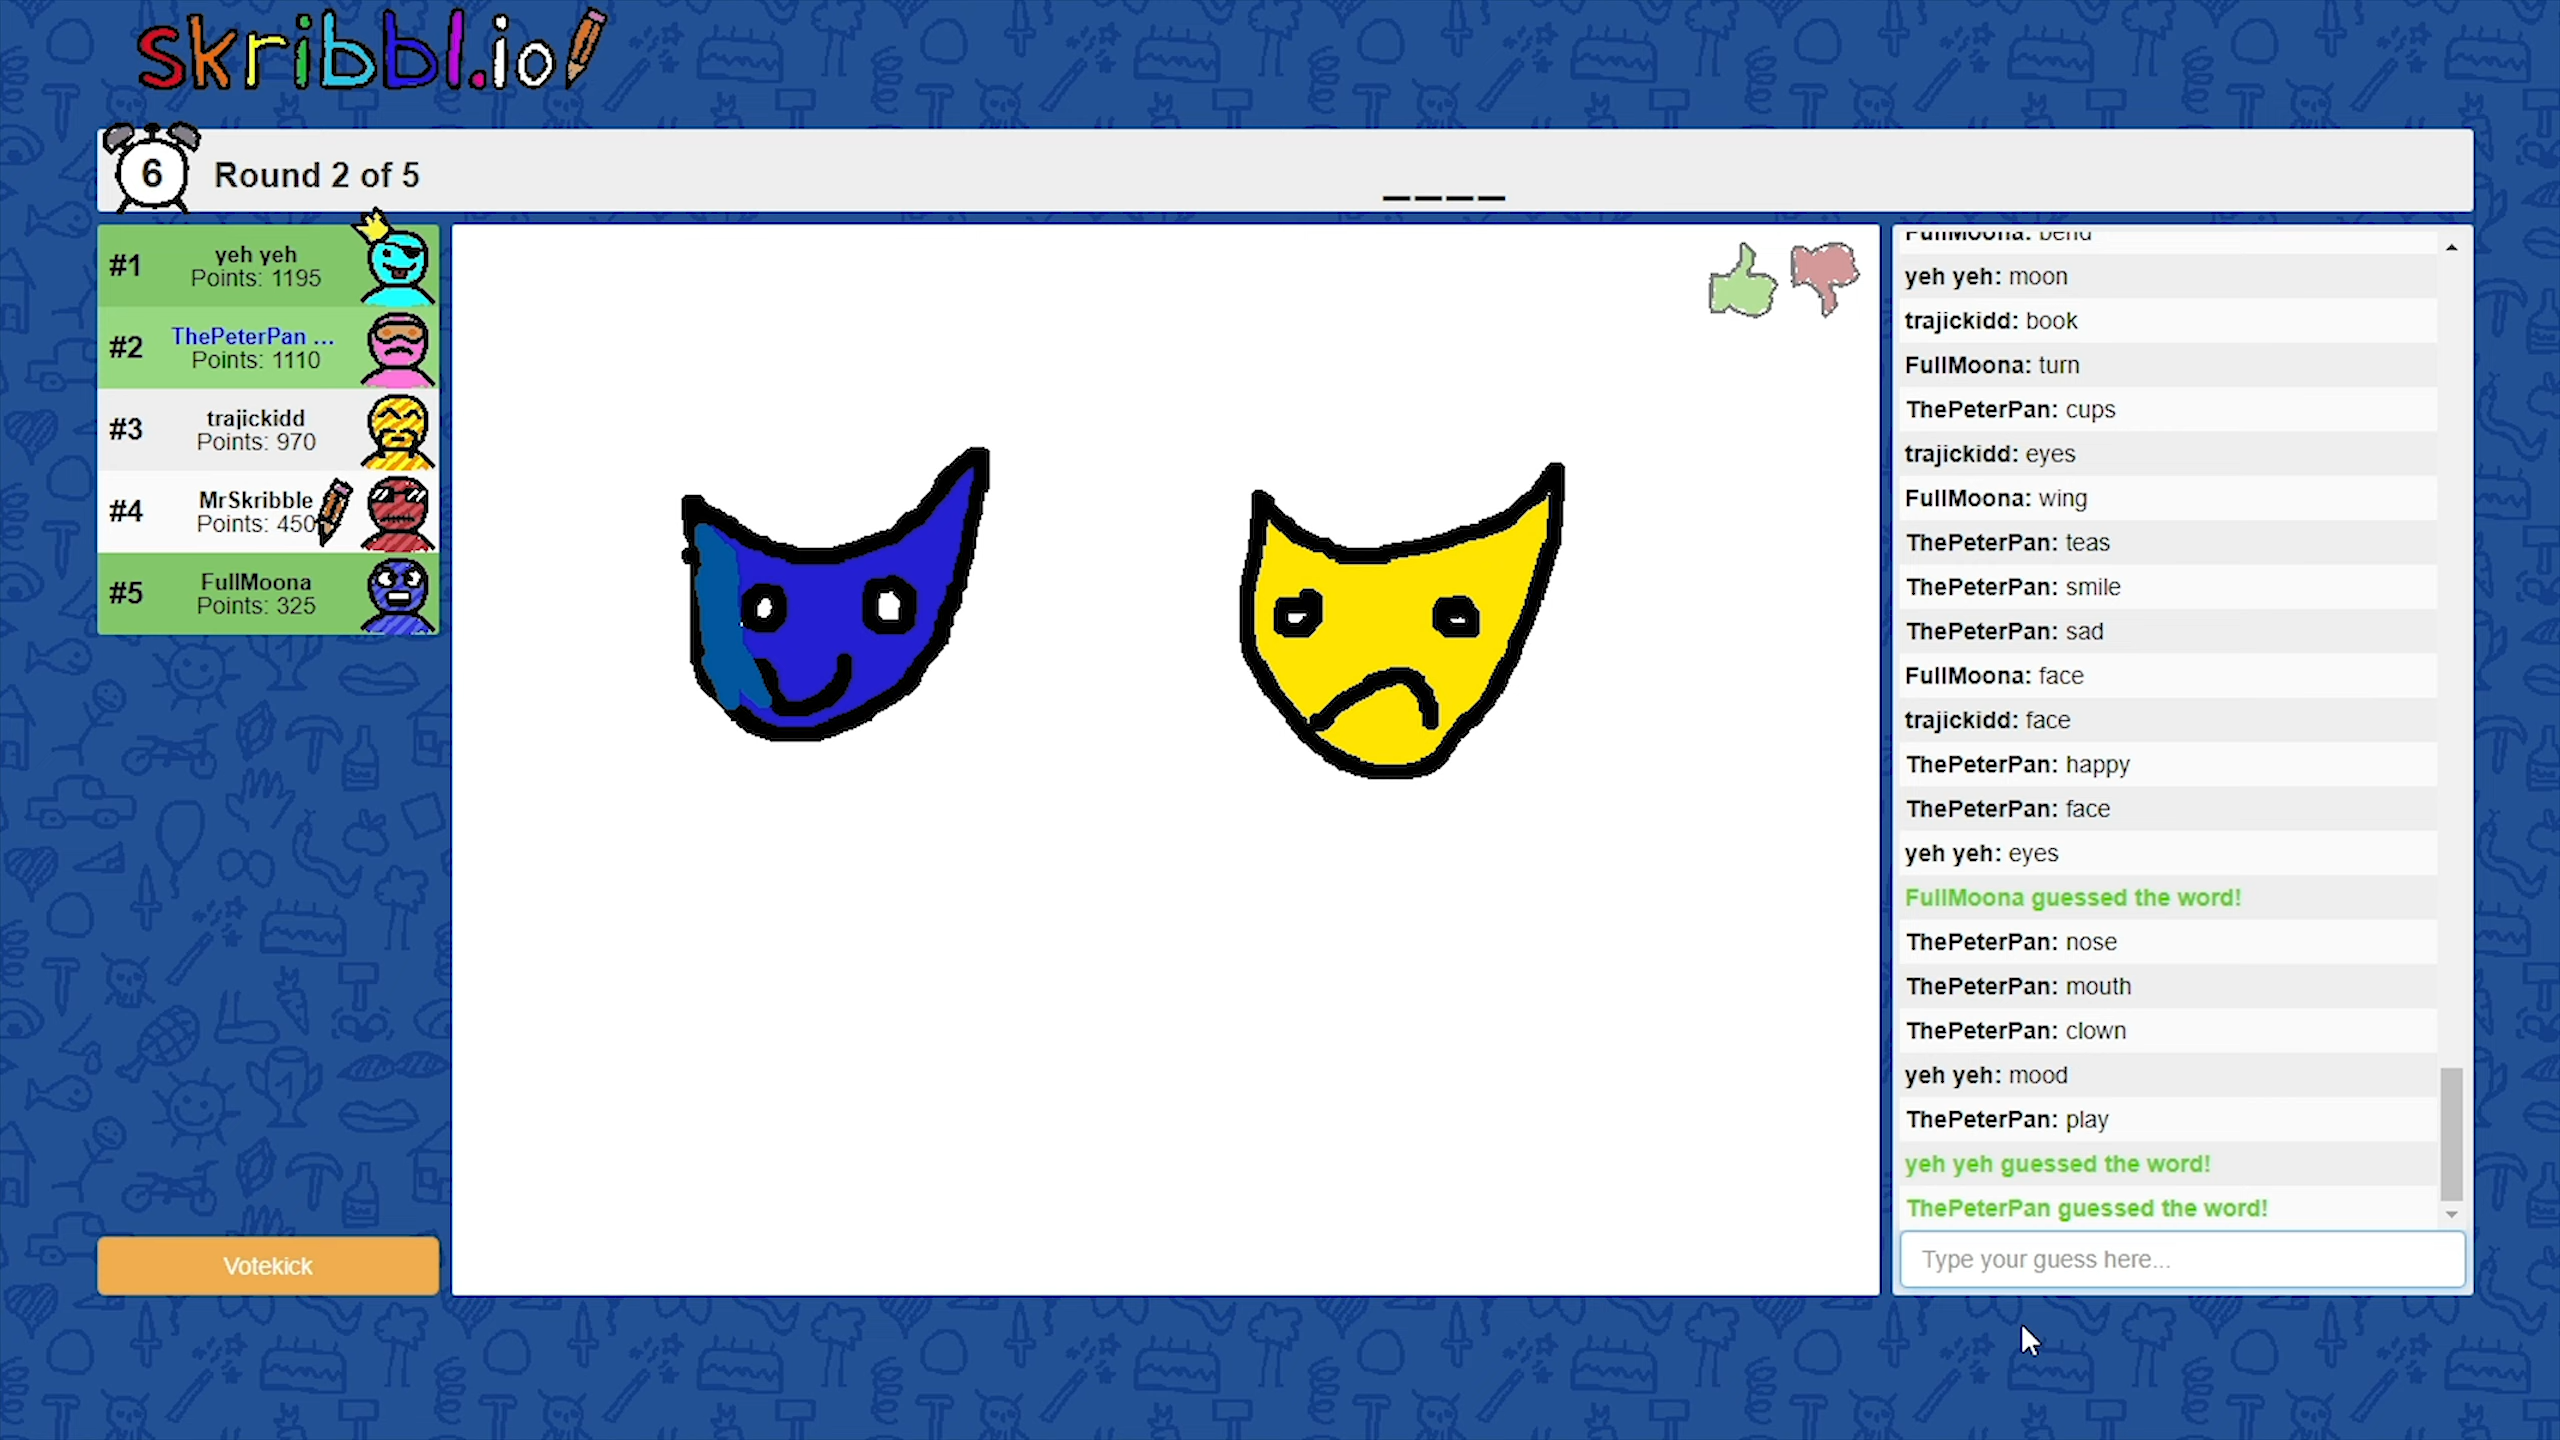 skribbl.io
6
Round 2 of 5
____
#1
yeh yeh
Points: 1195
#2
ThePeterPan ...
Points: 1110
#3
trajickidd
Points: 970
#4
MrSkribble
Points: 450
#5
FullMoona
Points: 325
Votekick
FullMoona: bend
yeh yeh: moon
trajickidd: book
FullMoona: turn
ThePeterPan: cups
trajickidd: eyes
FullMoona: wing
ThePeterPan: teas
ThePeterPan: smile
ThePeterPan: sad
FullMoona: face
trajickidd: face
ThePeterPan: happy
ThePeterPan: face
yeh yeh: eyes
FullMoona guessed the word!
ThePeterPan: nose
ThePeterPan: mouth
ThePeterPan: clown
yeh yeh: mood
ThePeterPan: play
yeh yeh guessed the word!
ThePeterPan guessed the word!
Type your guess here...